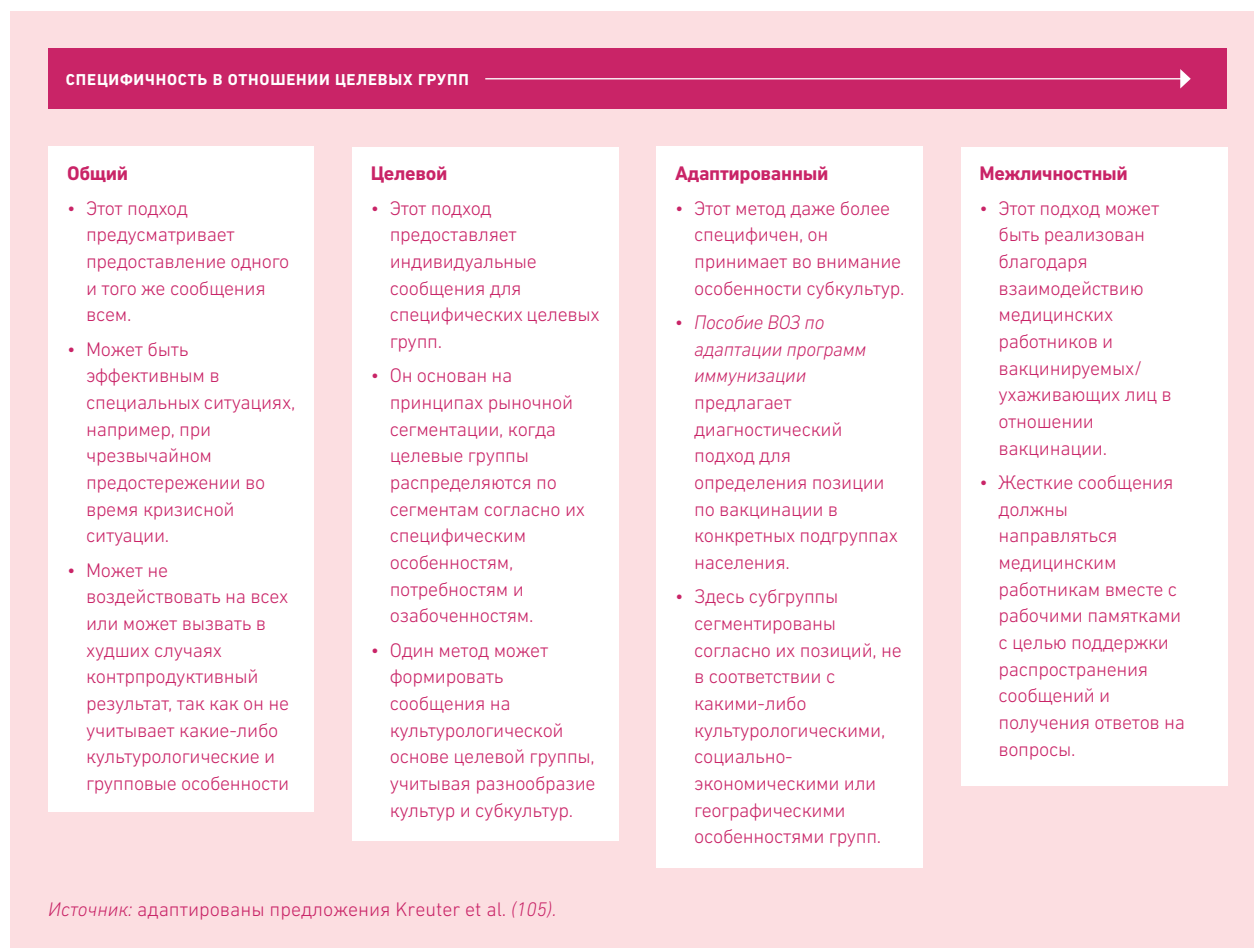 СПЕЦИФИЧНОСТЬ В ОТНОШЕНИИ ЦЕЛЕВЫХ ГРУПП
Общий
• Этот подход
предусматривает
предоставление одного
и того же сообщения
всем.
• Может быть
эффективным в
специальных ситуациях,
например, при
чрезвычайном
предостережении во
время кризисной
ситуации.
• Может не
воздействовать на всех
или может вызвать в
худших случаях
контрпродуктивный
результат, так как он не
учитывает какие-либо
культурологические и
групповые особенности
Целевой
• Этот подход
предоставляет
индивидуальные
сообщения для
специфических целевых
групп.
• Он основан на
принципах рыночной
сегментации, когда
целевые группы
распределяются по
сегментам согласно их
специфическим
особенностям,
потребностям и
озабоченностям.
• Один метод может
формировать
сообщения на
культурологической
основе целевой группы,
учитывая разнообразие
культур и субкультур.
Адаптированный
• Этот метод даже более
специфичен, он
принимает во внимание
особенности субкультур.
• Пособие ВОЗ по
адаптации программ
иммунизации
предлагает
диагностический
подход для
определения позиции
по вакцинации в
конкретных подгруппах
населения.
• Здесь субгруппы
сегментированы
согласно их позиций, не
в соответствии с
какими-либо
культурологическими,
социально-
экономическими или
географическими
особенностями групп.
Межличностный
• Этот подход может
быть реализован
благодаря
взаимодействию
медицинских
работников и
вакцинируемых/
ухаживающих лиц в
отношении
вакцинации.
• Жесткие сообщения
должны
направляться
медицинским
работникам вместе с
рабочими памятками
с целью поддержки
распространения
сообщений и
получения ответов на
вопросы.
Источник: адаптированы предложения Kreuter et al. (105).